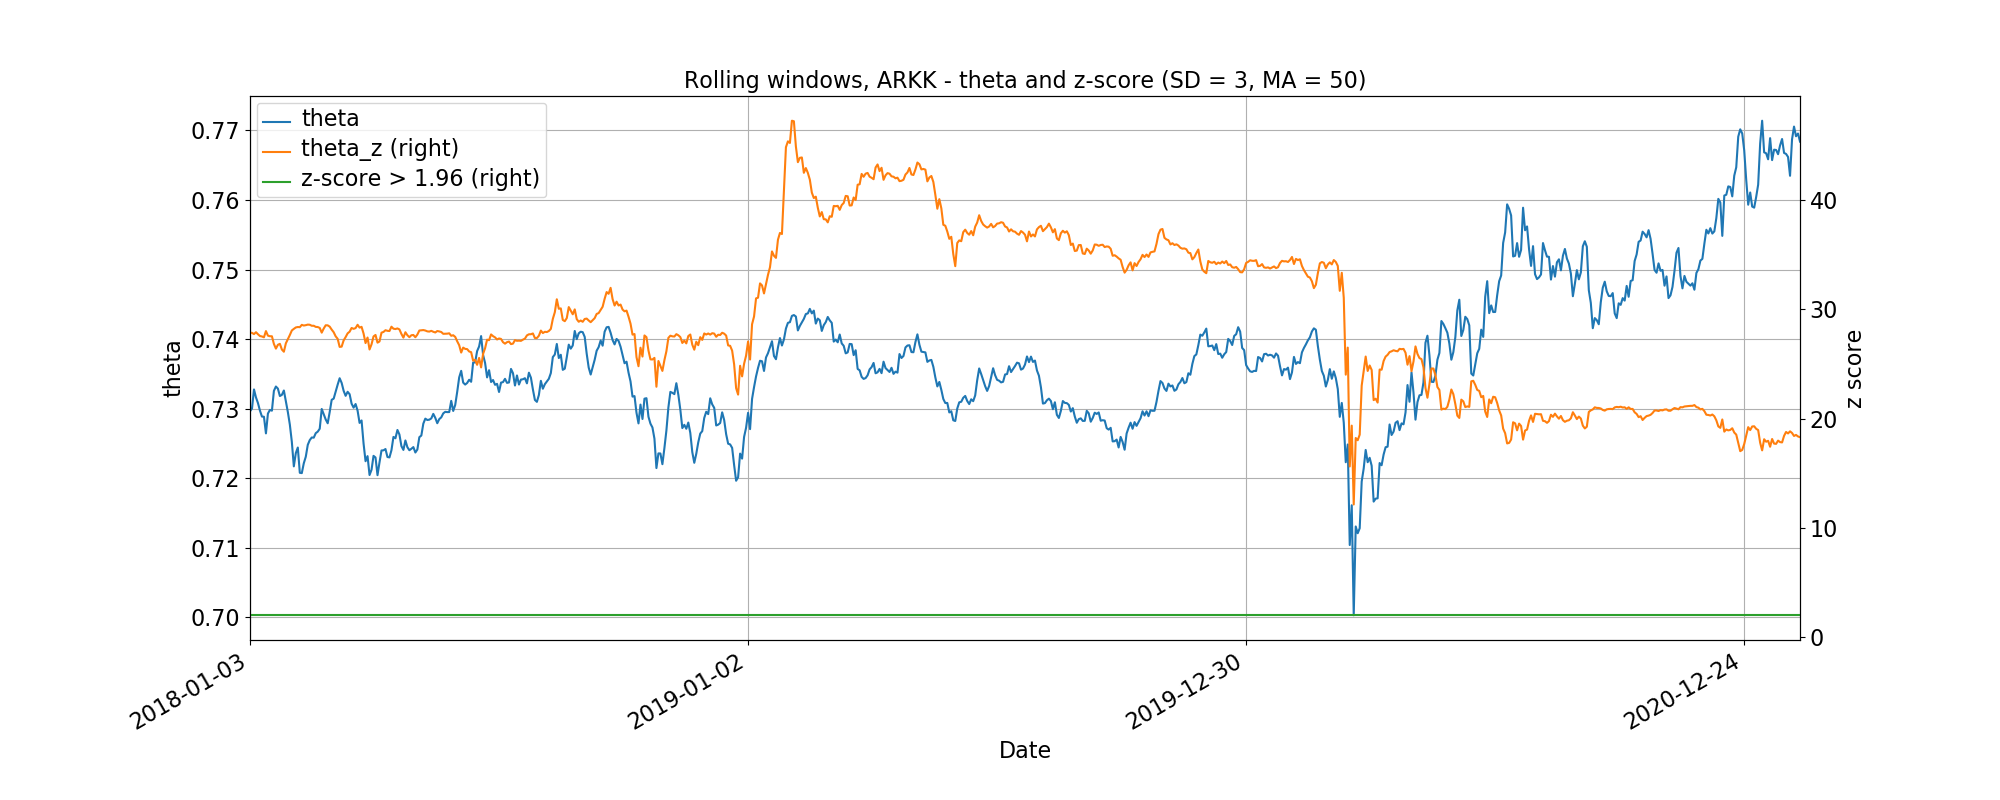 Rolling windows, ARKK - theta and z-score (SD = 3, MA = 50)
theta
theta_z (right)
z-score > 1.96 (right)
0.77
0.76
0.75
0.74
0.73
0.72
0.71
0.70
theta
40
30
20
10
0
z score
2018-01-03
2019-01-02
2019-12-30
2020-12-24
Date